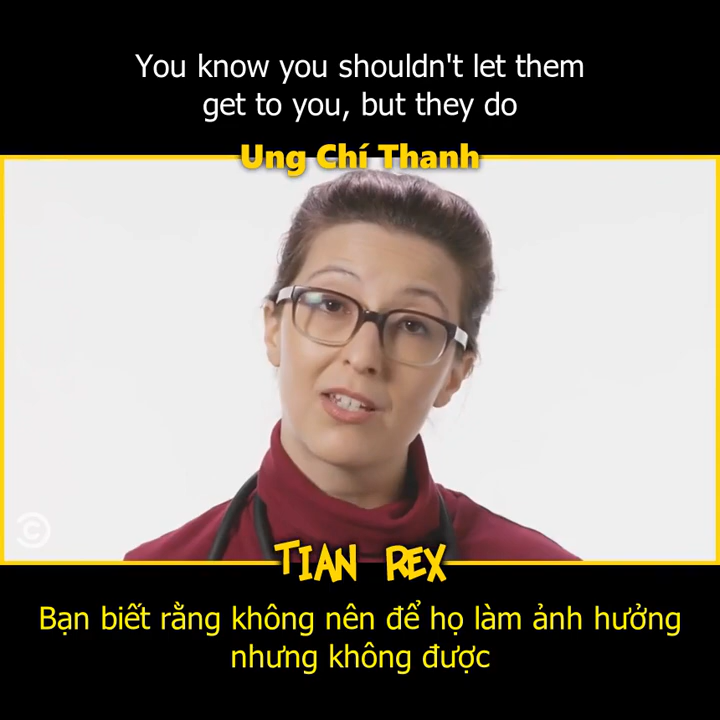 You know you shouldn't let them
get to you, but they do
Ung Chí Thanh
TIAN REX
Bạn biết rằng không nên để họ làm ảnh hưởng
nhưng không được